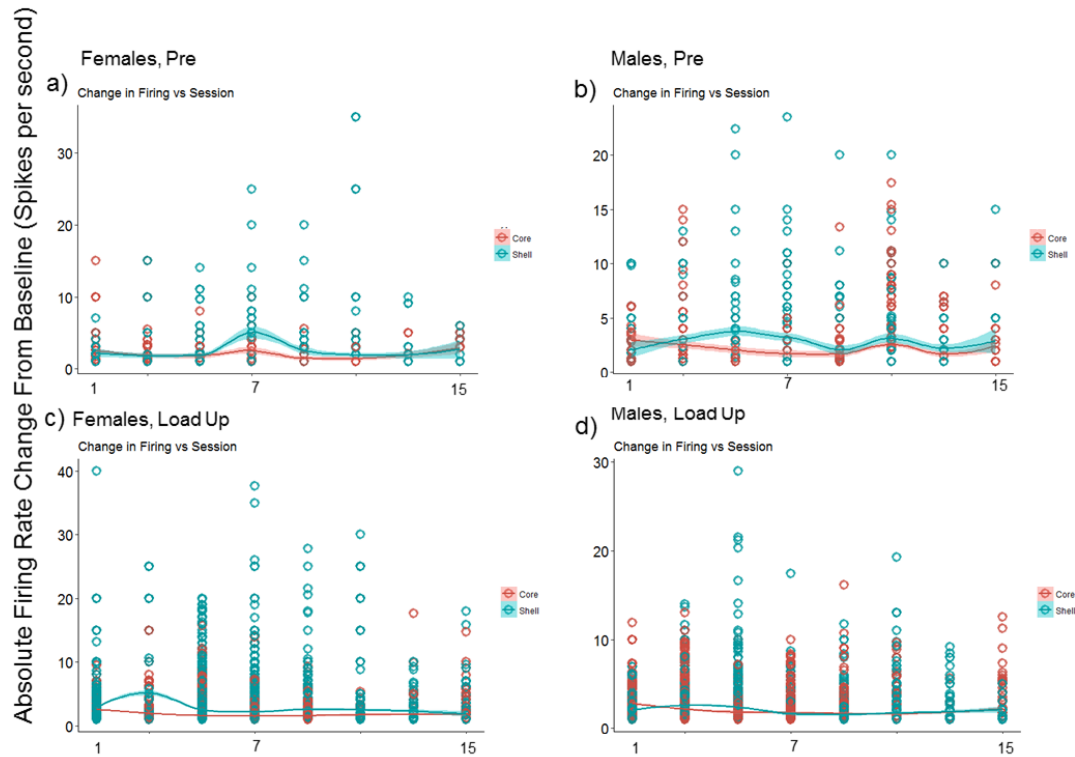 Absolute Firing Rate Change From Baseline (Spikes per second)
Females, Pre
a)
Change in Firing vs Session
30
20
10
0
1
7
15
Core
Shell
Males, Pre
b)
Change in Firing vs Session
20
15
10
5
0
1
7
15
Core
Shell
c) Females, Load Up
Change in Firing vs Session
40
30
20
10
0
1
7
15
Core
Shell
d) Males, Load Up
Change in Firing vs Session
30
20
10
0
1
7
15
Core
Shell